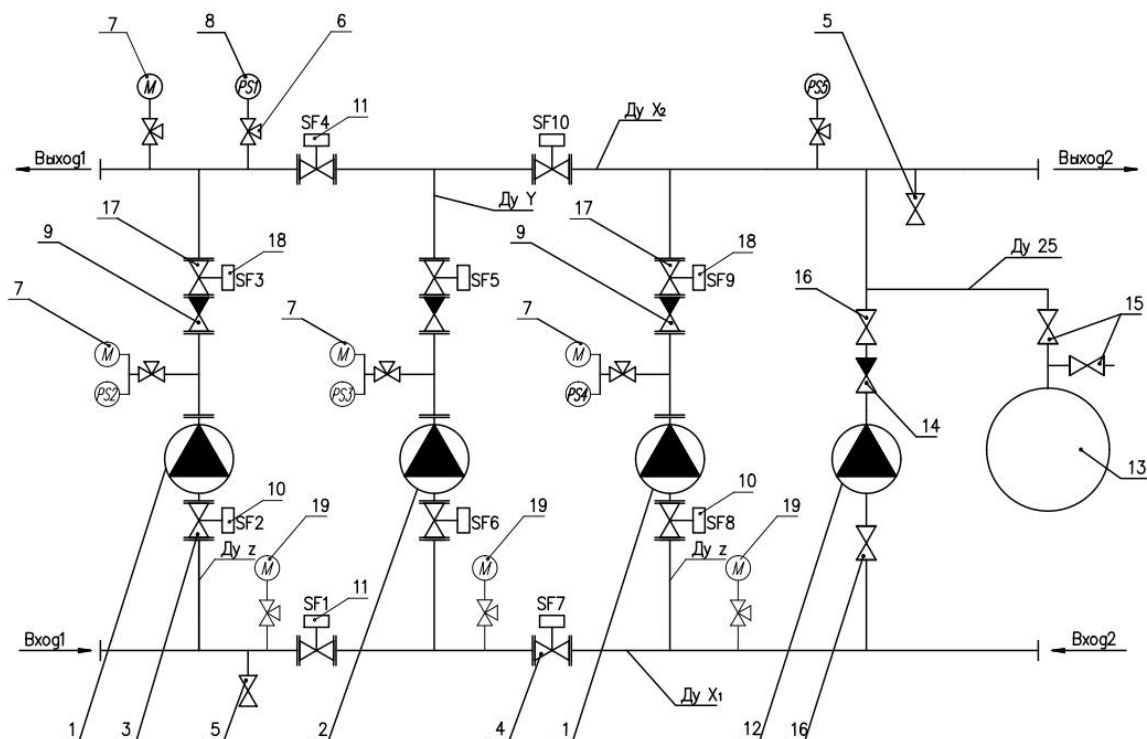 7 8 6 5
M PS1 SF4 11 SF10 Ду X₂ PS5
Выход1 Выход2
17 Ду Y 17
9 18 9 18 Ду 25
SF3 SF5 SF9
7 7 7 16 15
M M M
PS2 PS3 PS4
14
13
10 19 10 19
SF2 SF6 SF8
Ду z M M Ду z M
SF1 11 SF7
Вход1 Вход2
Ду X₁
1 3 5 2 4 1 12 16